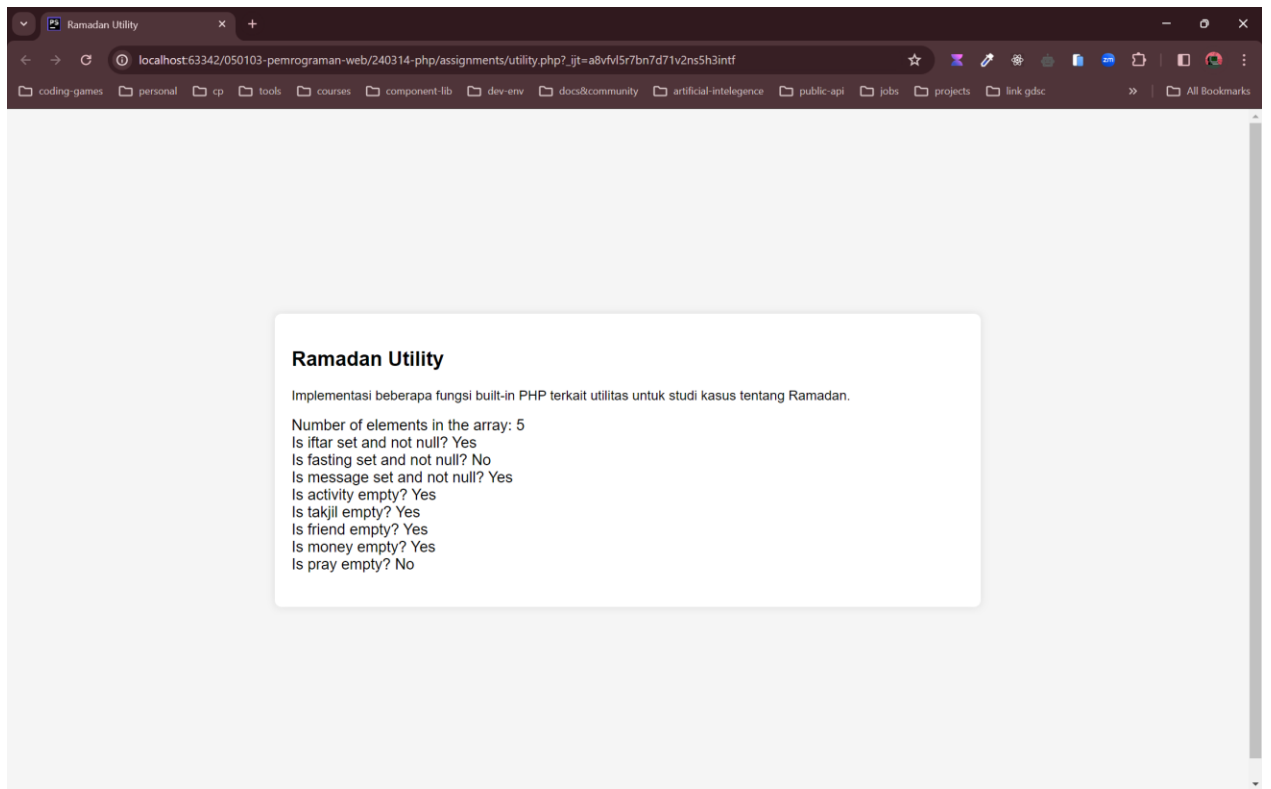 Ramadan Utility
localhost:63342/050103-pemrograman-web/240314-php/assignments/utility.php?_ijt=a8vfvl5r7bn7d71v2ns5h3intf
coding-games personal cp tools courses component-lib dev-env docs&community artificial-intelegence public-api jobs projects link gdsc » All Bookmarks
Ramadan Utility
Implementasi beberapa fungsi built-in PHP terkait utilitas untuk studi kasus tentang Ramadan.
Number of elements in the array: 5
Is iftar set and not null? Yes
Is fasting set and not null? No
Is message set and not null? Yes
Is activity empty? Yes
Is takjil empty? Yes
Is friend empty? Yes
Is money empty? Yes
Is pray empty? No